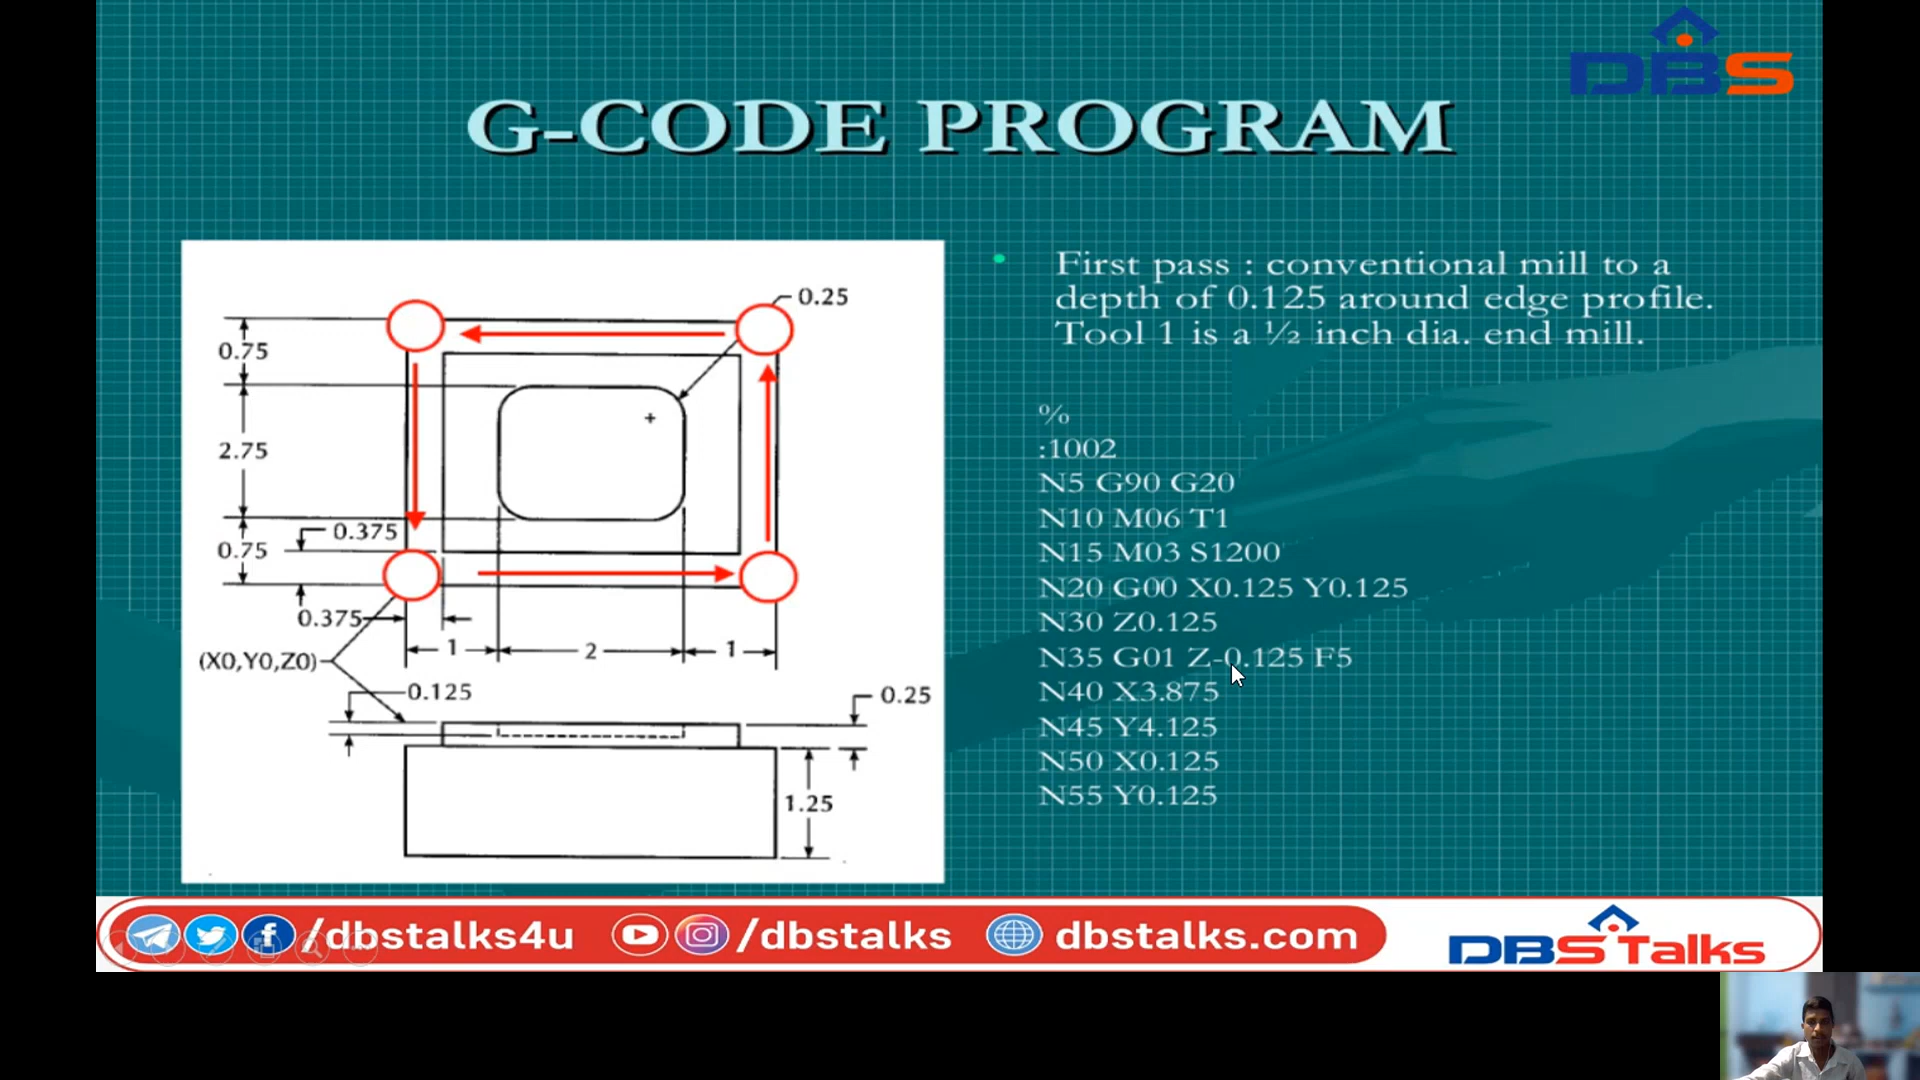 DBS
G-CODE PROGRAM
First pass : conventional mill to a
depth of 0.125 around edge profile.
Tool 1 is a ½ inch dia. end mill.
%
:1002
N5 G90 G20
N10 M06 T1
N15 M03 S1200
N20 G00 X0.125 Y0.125
N30 Z0.125
N35 G01 Z-0.125 F5
N40 X3.875
N45 Y4.125
N50 X0.125
N55 Y0.125
0.25
0.75
2.75
0.375
0.75
0.375
1
2
1
(X0,Y0,Z0)
0.125
0.25
1.25
/dbstalks4u
/dbstalks
dbstalks.com
DBS Talks